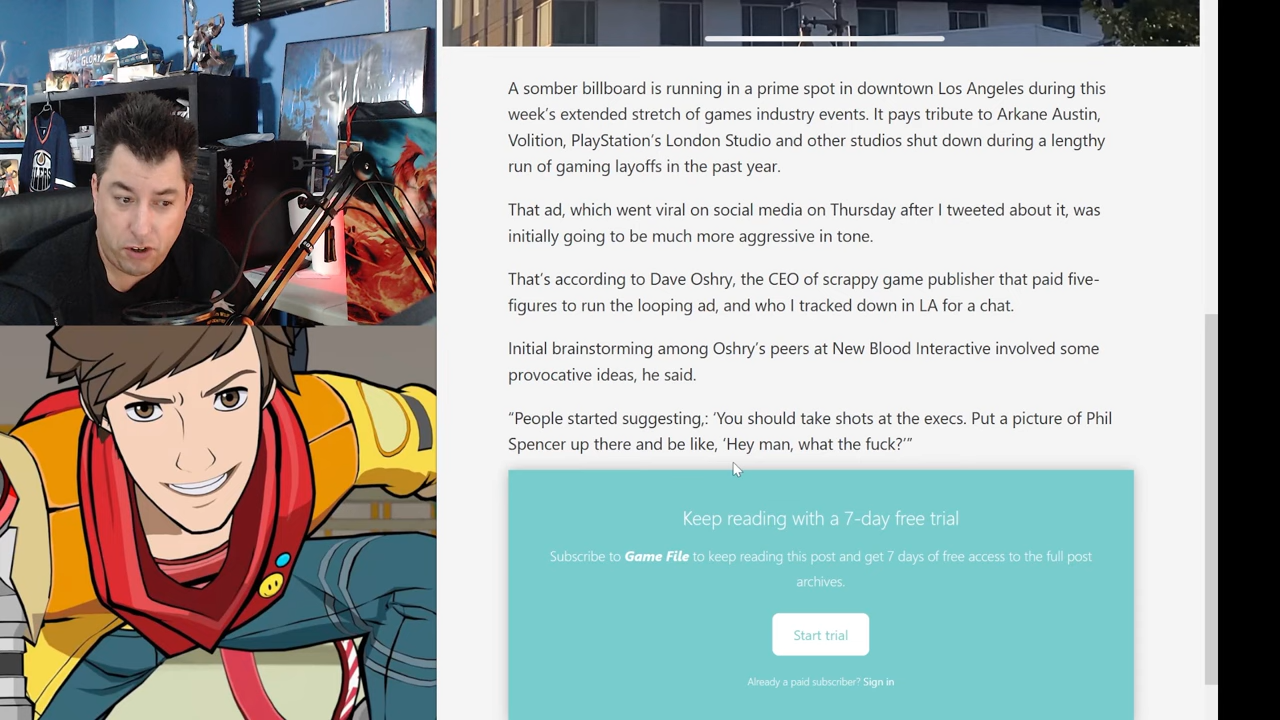 GLORY
OILERS
A somber billboard is running in a prime spot in downtown Los Angeles during this
week’s extended stretch of games industry events. It pays tribute to Arkane Austin,
Volition, PlayStation’s London Studio and other studios shut down during a lengthy
run of gaming layoffs in the past year.
That ad, which went viral on social media on Thursday after I tweeted about it, was
initially going to be much more aggressive in tone.
That’s according to Dave Oshry, the CEO of scrappy game publisher that paid five-
figures to run the looping ad, and who I tracked down in LA for a chat.
Initial brainstorming among Oshry’s peers at New Blood Interactive involved some
provocative ideas, he said.
“People started suggesting,: ‘You should take shots at the execs. Put a picture of Phil
Spencer up there and be like, ‘Hey man, what the fuck?’”
Keep reading with a 7-day free trial
Subscribe to Game File to keep reading this post and get 7 days of free access to the full post
archives.
Start trial
Already a paid subscriber? Sign in